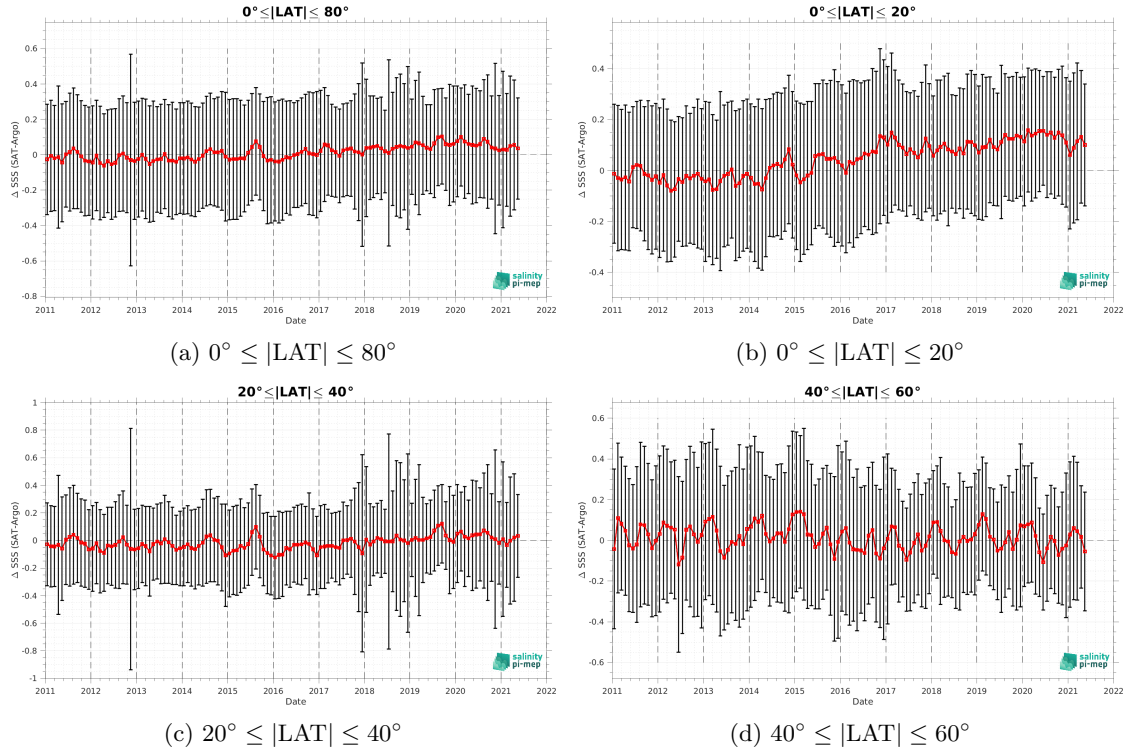 0°≤|LAT|≤ 80°
0.6
0.4
0.2
0
-0.2
-0.4
-0.6
-0.8
Δ SSS (SAT-Argo)
2011 2012 2013 2014 2015 2016 2017 2018 2019 2020 2021 2022
Date
salinity
pi-mep
(a) 0° ≤ |LAT| ≤ 80°
0°≤|LAT|≤ 20°
0.4
0.2
0
-0.2
-0.4
Δ SSS (SAT-Argo)
2011 2012 2013 2014 2015 2016 2017 2018 2019 2020 2021 2022
Date
salinity
pi-mep
(b) 0° ≤ |LAT| ≤ 20°
20°≤|LAT|≤ 40°
1
0.8
0.6
0.4
0.2
0
-0.2
-0.4
-0.6
-0.8
-1
Δ SSS (SAT-Argo)
2011 2012 2013 2014 2015 2016 2017 2018 2019 2020 2021 2022
Date
salinity
pi-mep
(c) 20° ≤ |LAT| ≤ 40°
40°≤|LAT|≤ 60°
0.6
0.4
0.2
0
-0.2
-0.4
-0.6
Δ SSS (SAT-Argo)
2011 2012 2013 2014 2015 2016 2017 2018 2019 2020 2021 2022
Date
salinity
pi-mep
(d) 40° ≤ |LAT| ≤ 60°